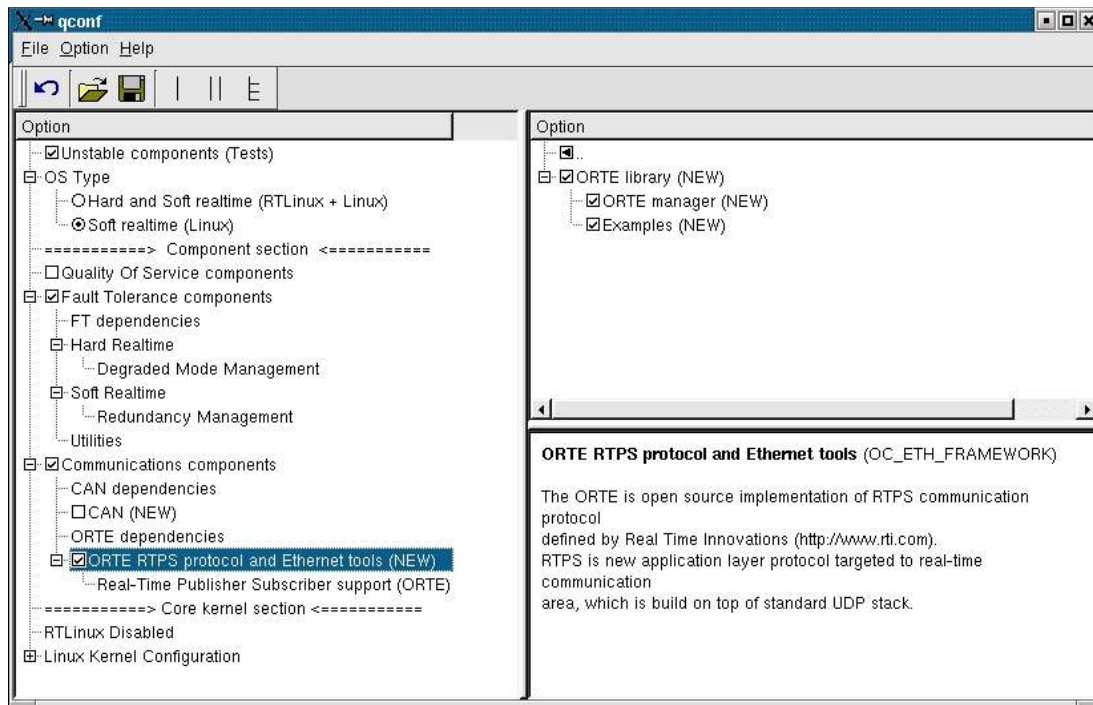 qconf
File Option Help
Option
Unstable components (Tests)
OS Type
Hard and Soft realtime (RTLinux + Linux)
Soft realtime (Linux)
===========> Component section <===========
Quality Of Service components
Fault Tolerance components
FT dependencies
Hard Realtime
Degraded Mode Management
Soft Realtime
Redundancy Management
Utilities
Communications components
CAN dependencies
CAN (NEW)
ORTE dependencies
ORTE RTPS protocol and Ethernet tools (NEW)
Real-Time Publisher Subscriber support (ORTE)
===========> Core kernel section <===========
RTLinux Disabled
Linux Kernel Configuration
Option
..
ORTE library (NEW)
ORTE manager (NEW)
Examples (NEW)
ORTE RTPS protocol and Ethernet tools (OC_ETH_FRAMEWORK)
The ORTE is open source implementation of RTPS communication
protocol
defined by Real Time Innovations (http://www.rti.com).
RTPS is new application layer protocol targeted to real-time
communication
area, which is build on top of standard UDP stack.